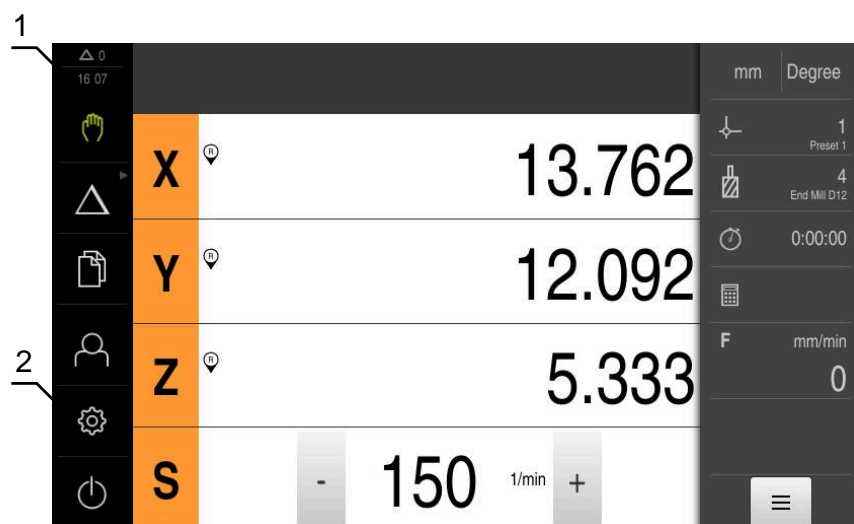 1
0
16 07
mm Degree
1
Preset 1
4
End Mill D12
0:00:00
F mm/min
0
X R 13.762
Y R 12.092
Z R 5.333
S - 150 1/min +
2